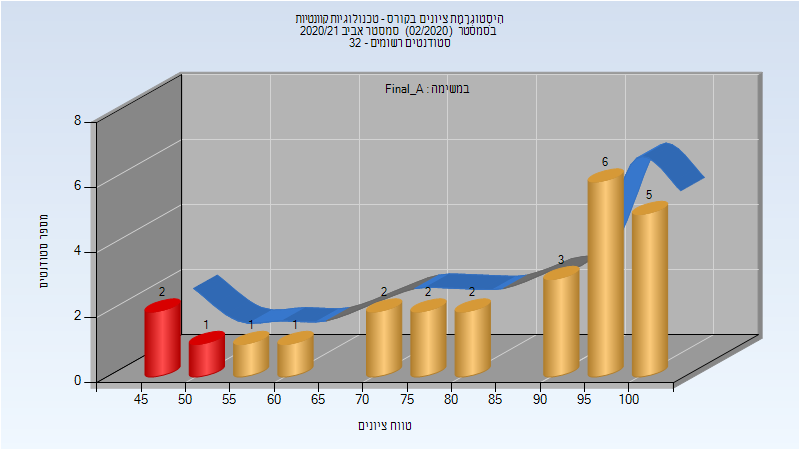 היסטוגרמת ציונים בקורס - טכנולוגיות קוונטיות
בסמסטר (02/2020) סמסטר אביב 2020/21
סטודנטים רשומים - 32
במשימה : Final_A
מספר סטודנטים
8
6
4
2
0
2
1
1
1
2
2
2
3
6
5
45 50 55 60 65 70 75 80 85 90 95 100
טווח ציונים